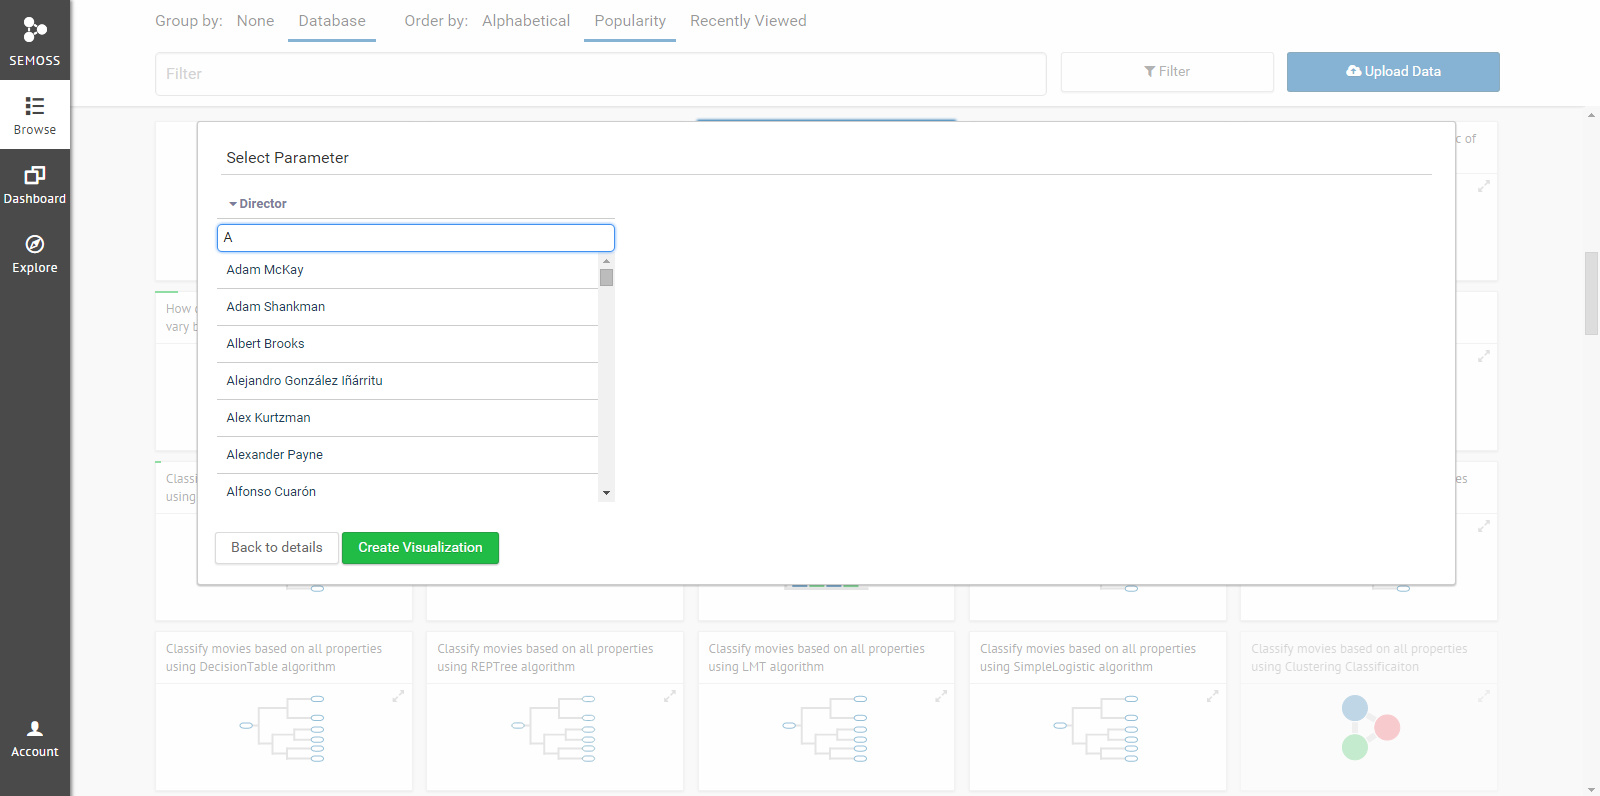 Group by: None Database Order by: Alphabetical Popularity Recently Viewed
SEMOSS
Filter
Filter
Upload Data
Browse
Dashboard
Explore
Account
c of
Select Parameter
Director
A
Adam McKay
Adam Shankman
Albert Brooks
Alejandro González Iñárritu
Alex Kurtzman
Alexander Payne
Alfonso Cuarón
Back to details
Create Visualization
How
vary b
Classi
using
es
Classify movies based on all properties
using DecisionTable algorithm
Classify movies based on all properties
using REPTree algorithm
Classify movies based on all properties
using LMT algorithm
Classify movies based on all properties
using SimpleLogistic algorithm
Classify movies based on all properties
using Clustering Classificaiton